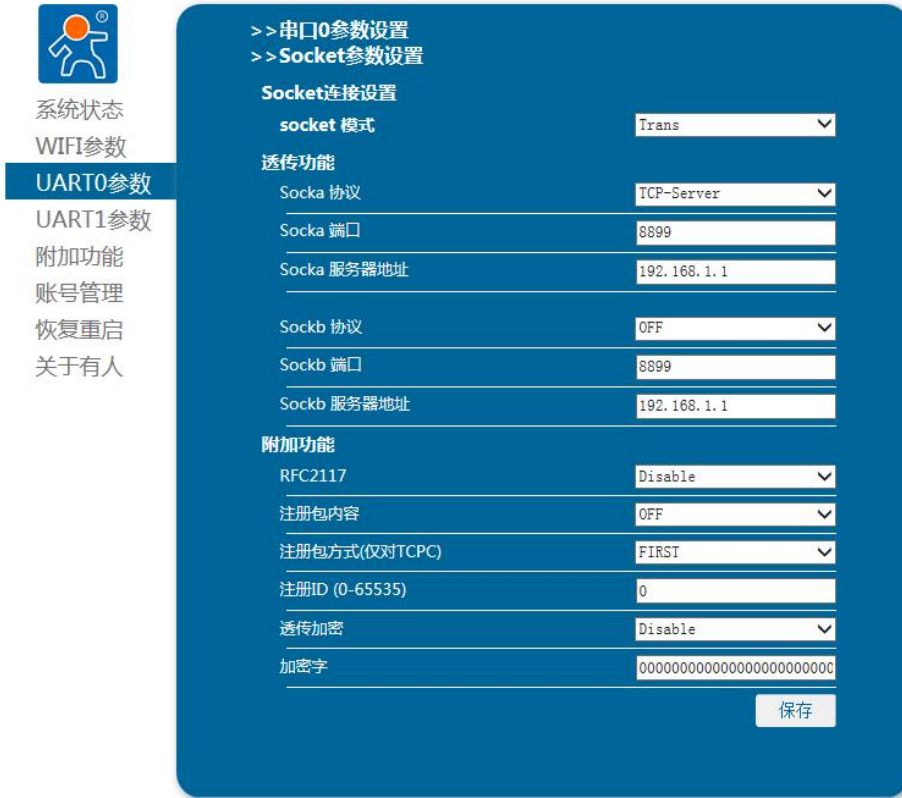 ®
系统状态
WIFI参数
UART0参数
UART1参数
附加功能
账号管理
恢复重启
关于有人
>>串口0参数设置
>>Socket参数设置
Socket连接设置
socket 模式 Trans
透传功能
Socka 协议 TCP-Server
Socka 端口 8899
Socka 服务器地址 192.168.1.1
Sockb 协议 OFF
Sockb 端口 8899
Sockb 服务器地址 192.168.1.1
附加功能
RFC2117 Disable
注册包内容 OFF
注册包方式(仅对TCPC) FIRST
注册ID (0-65535) 0
透传加密 Disable
加密字 0000000000000000000000000
保存